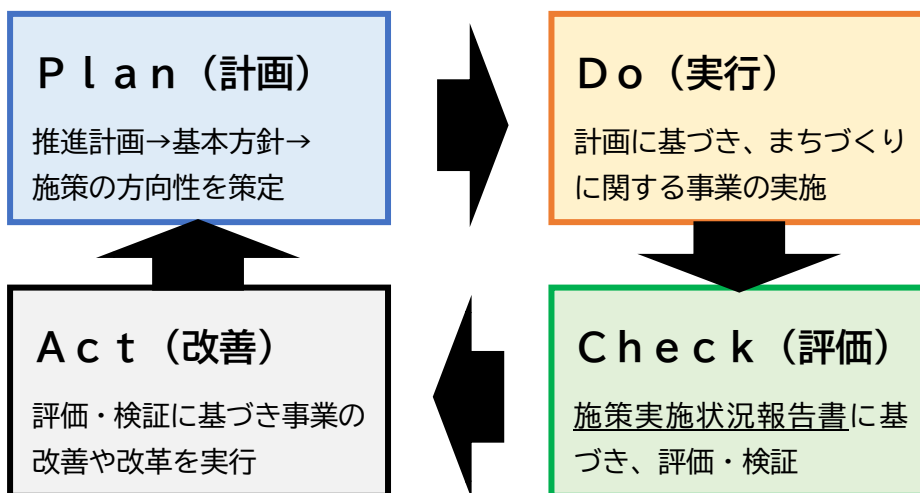 Ｐｌａｎ（計画）
推進計画→基本方針→
施策の方向性を策定
Ｄｏ（実行）
計画に基づき、まちづくり
に関する事業の実施
Ａｃｔ（改善）
評価・検証に基づき事業の
改善や改革を実行
Ｃｈｅｃｋ（評価）
施策実施状況報告書に基
づき、評価・検証